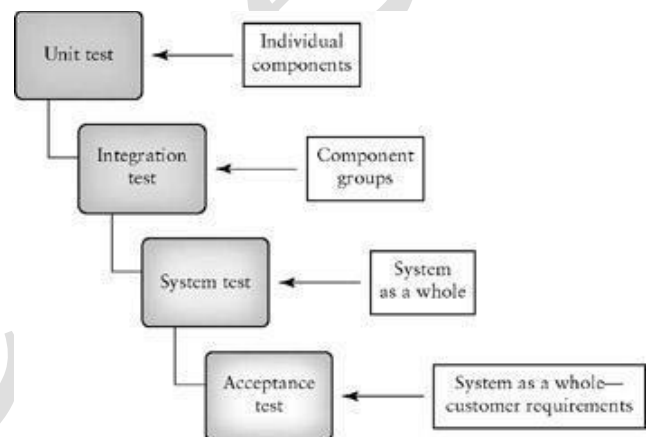 Unit test
Individual
components
Integration
test
Component
groups
System test
System
as a whole
Acceptance
test
System as a whole—
customer requirements